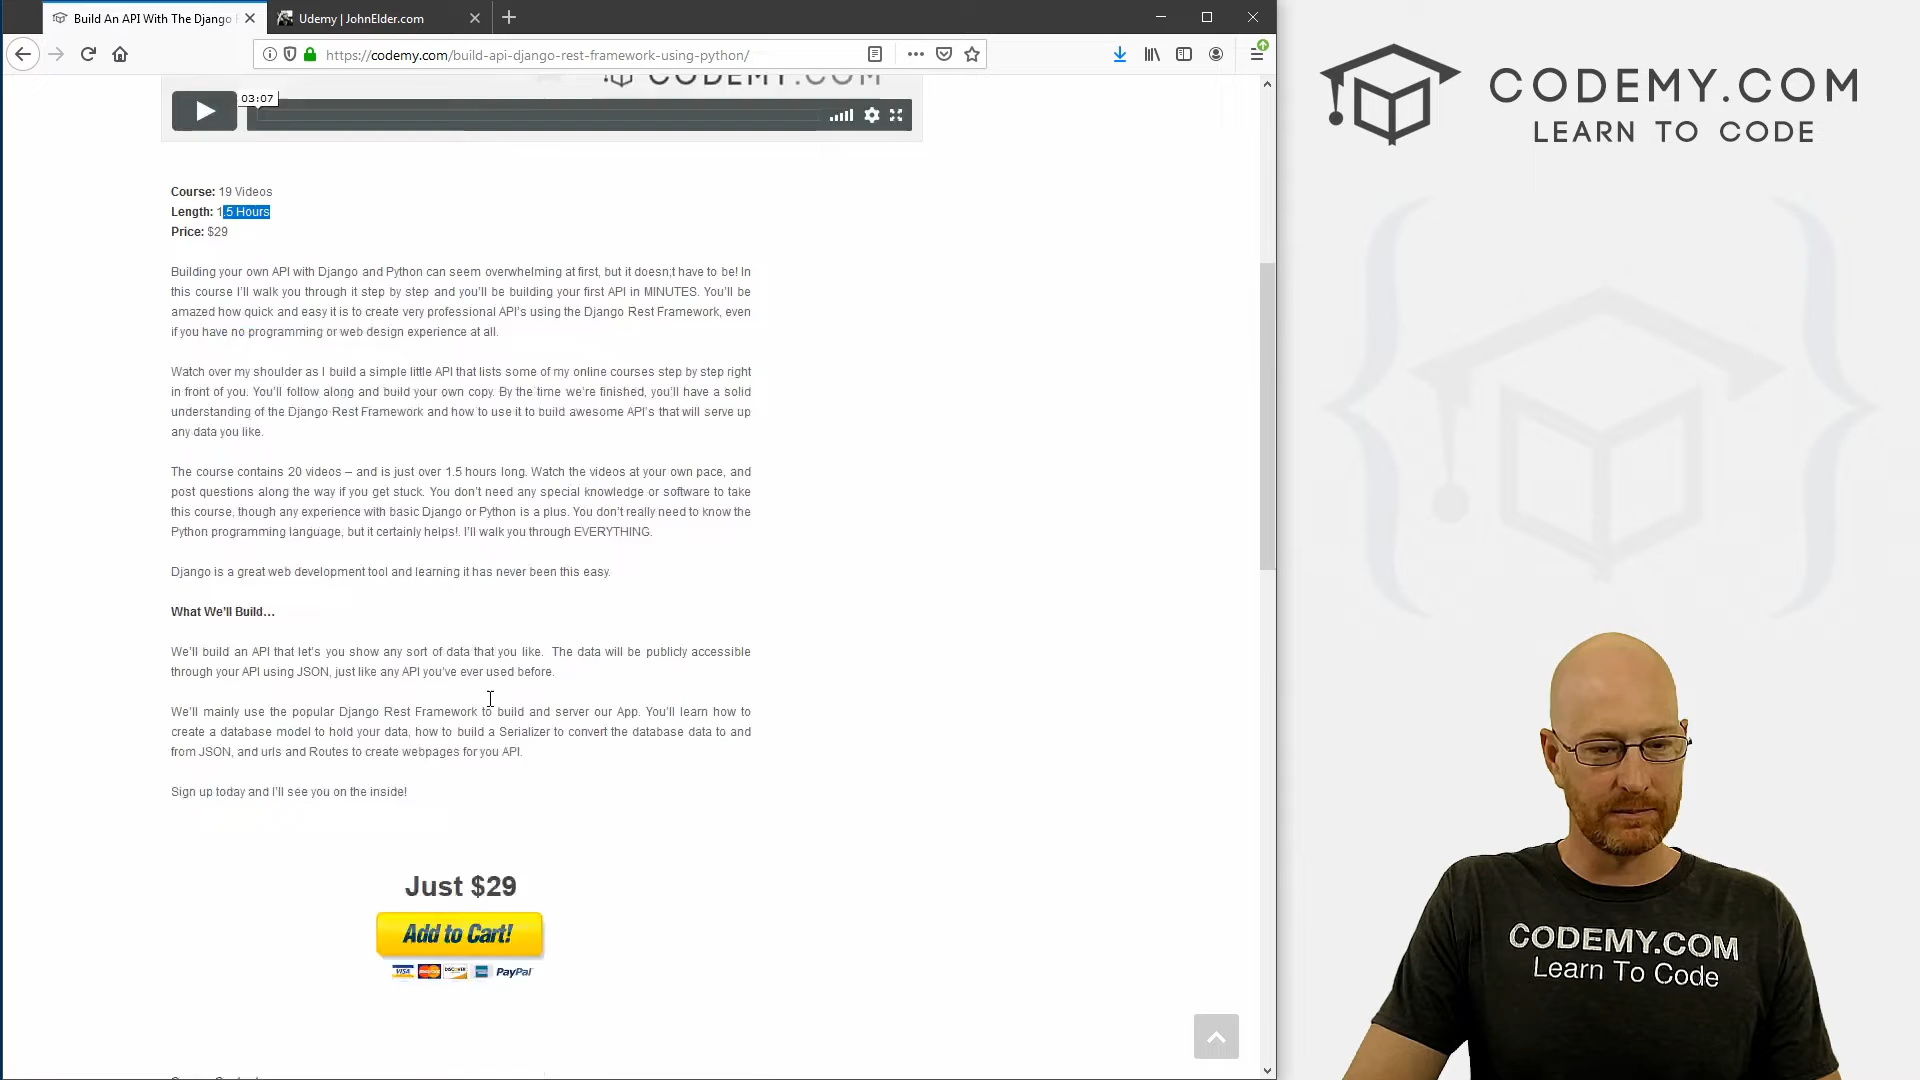 Build An API With The Django
Udemy | JohnElder.com
https://codemy.com/build-api-django-rest-framework-using-python/
CODEMY.COM
LEARN TO CODE
CODEMY.COM
03:07
Course: 19 Videos
Length: 1.5 Hours
Price: $29
Building your own API with Django and Python can seem overwhelming at first, but it doesn;t have to be! In
this course I'll walk you through it step by step and you'll be building your first API in MINUTES. You'll be
amazed how quick and easy it is to create very professional API's using the Django Rest Framework, even
if you have no programming or web design experience at all.
Watch over my shoulder as I build a simple little API that lists some of my online courses step by step right
in front of you. You'll follow along and build your own copy. By the time we're finished, you'll have a solid
understanding of the Django Rest Framework and how to use it to build awesome API's that will serve up
any data you like.
The course contains 20 videos – and is just over 1.5 hours long. Watch the videos at your own pace, and
post questions along the way if you get stuck. You don't need any special knowledge or software to take
this course, though any experience with basic Django or Python is a plus. You don't really need to know the
Python programming language, but it certainly helps!. I'll walk you through EVERYTHING.
Django is a great web development tool and learning it has never been this easy.
What We'll Build…
We'll build an API that let's you show any sort of data that you like. The data will be publicly accessible
through your API using JSON, just like any API you've ever used before.
We'll mainly use the popular Django Rest Framework to build and server our App. You'll learn how to
create a database model to hold your data, how to build a Serializer to convert the database data to and
from JSON, and urls and Routes to create webpages for you API.
Sign up today and I'll see you on the inside!
Just $29
Add to Cart!
VISA MasterCard DISCOVER PayPal
CODEMY.COM
Learn To Code